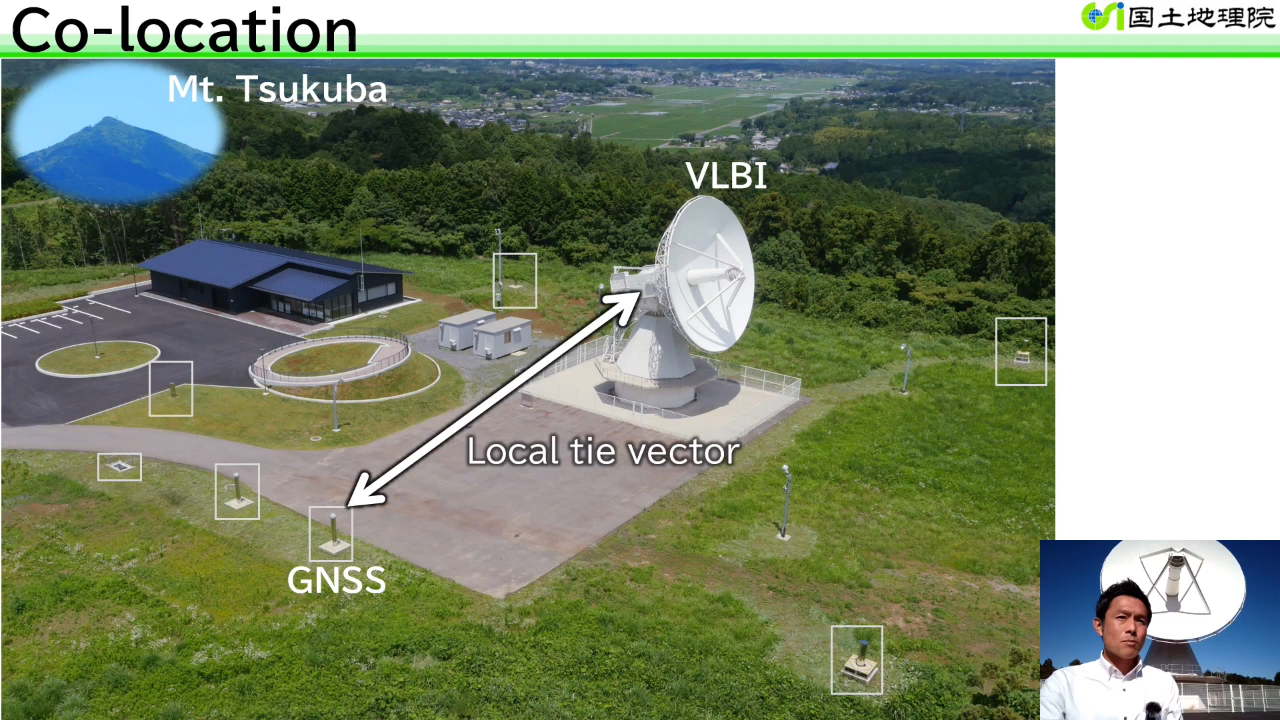 Co-location
国土地理院
Mt. Tsukuba
VLBI
Local tie vector
GNSS